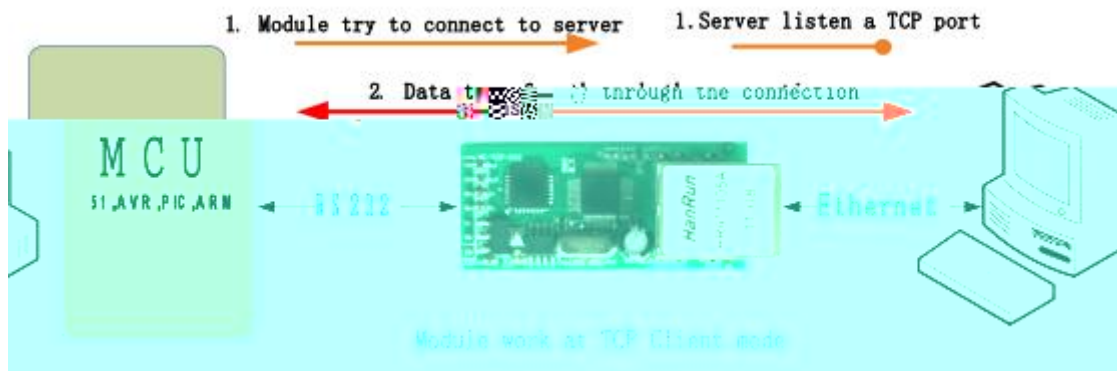 1. Module try to connect to server
1.Server listen a TCP port
2. Data through the connection
MCU
51,AVR,PIC,ARM
RS232
HanRun
Ethernet
Module work at TCP Client mode